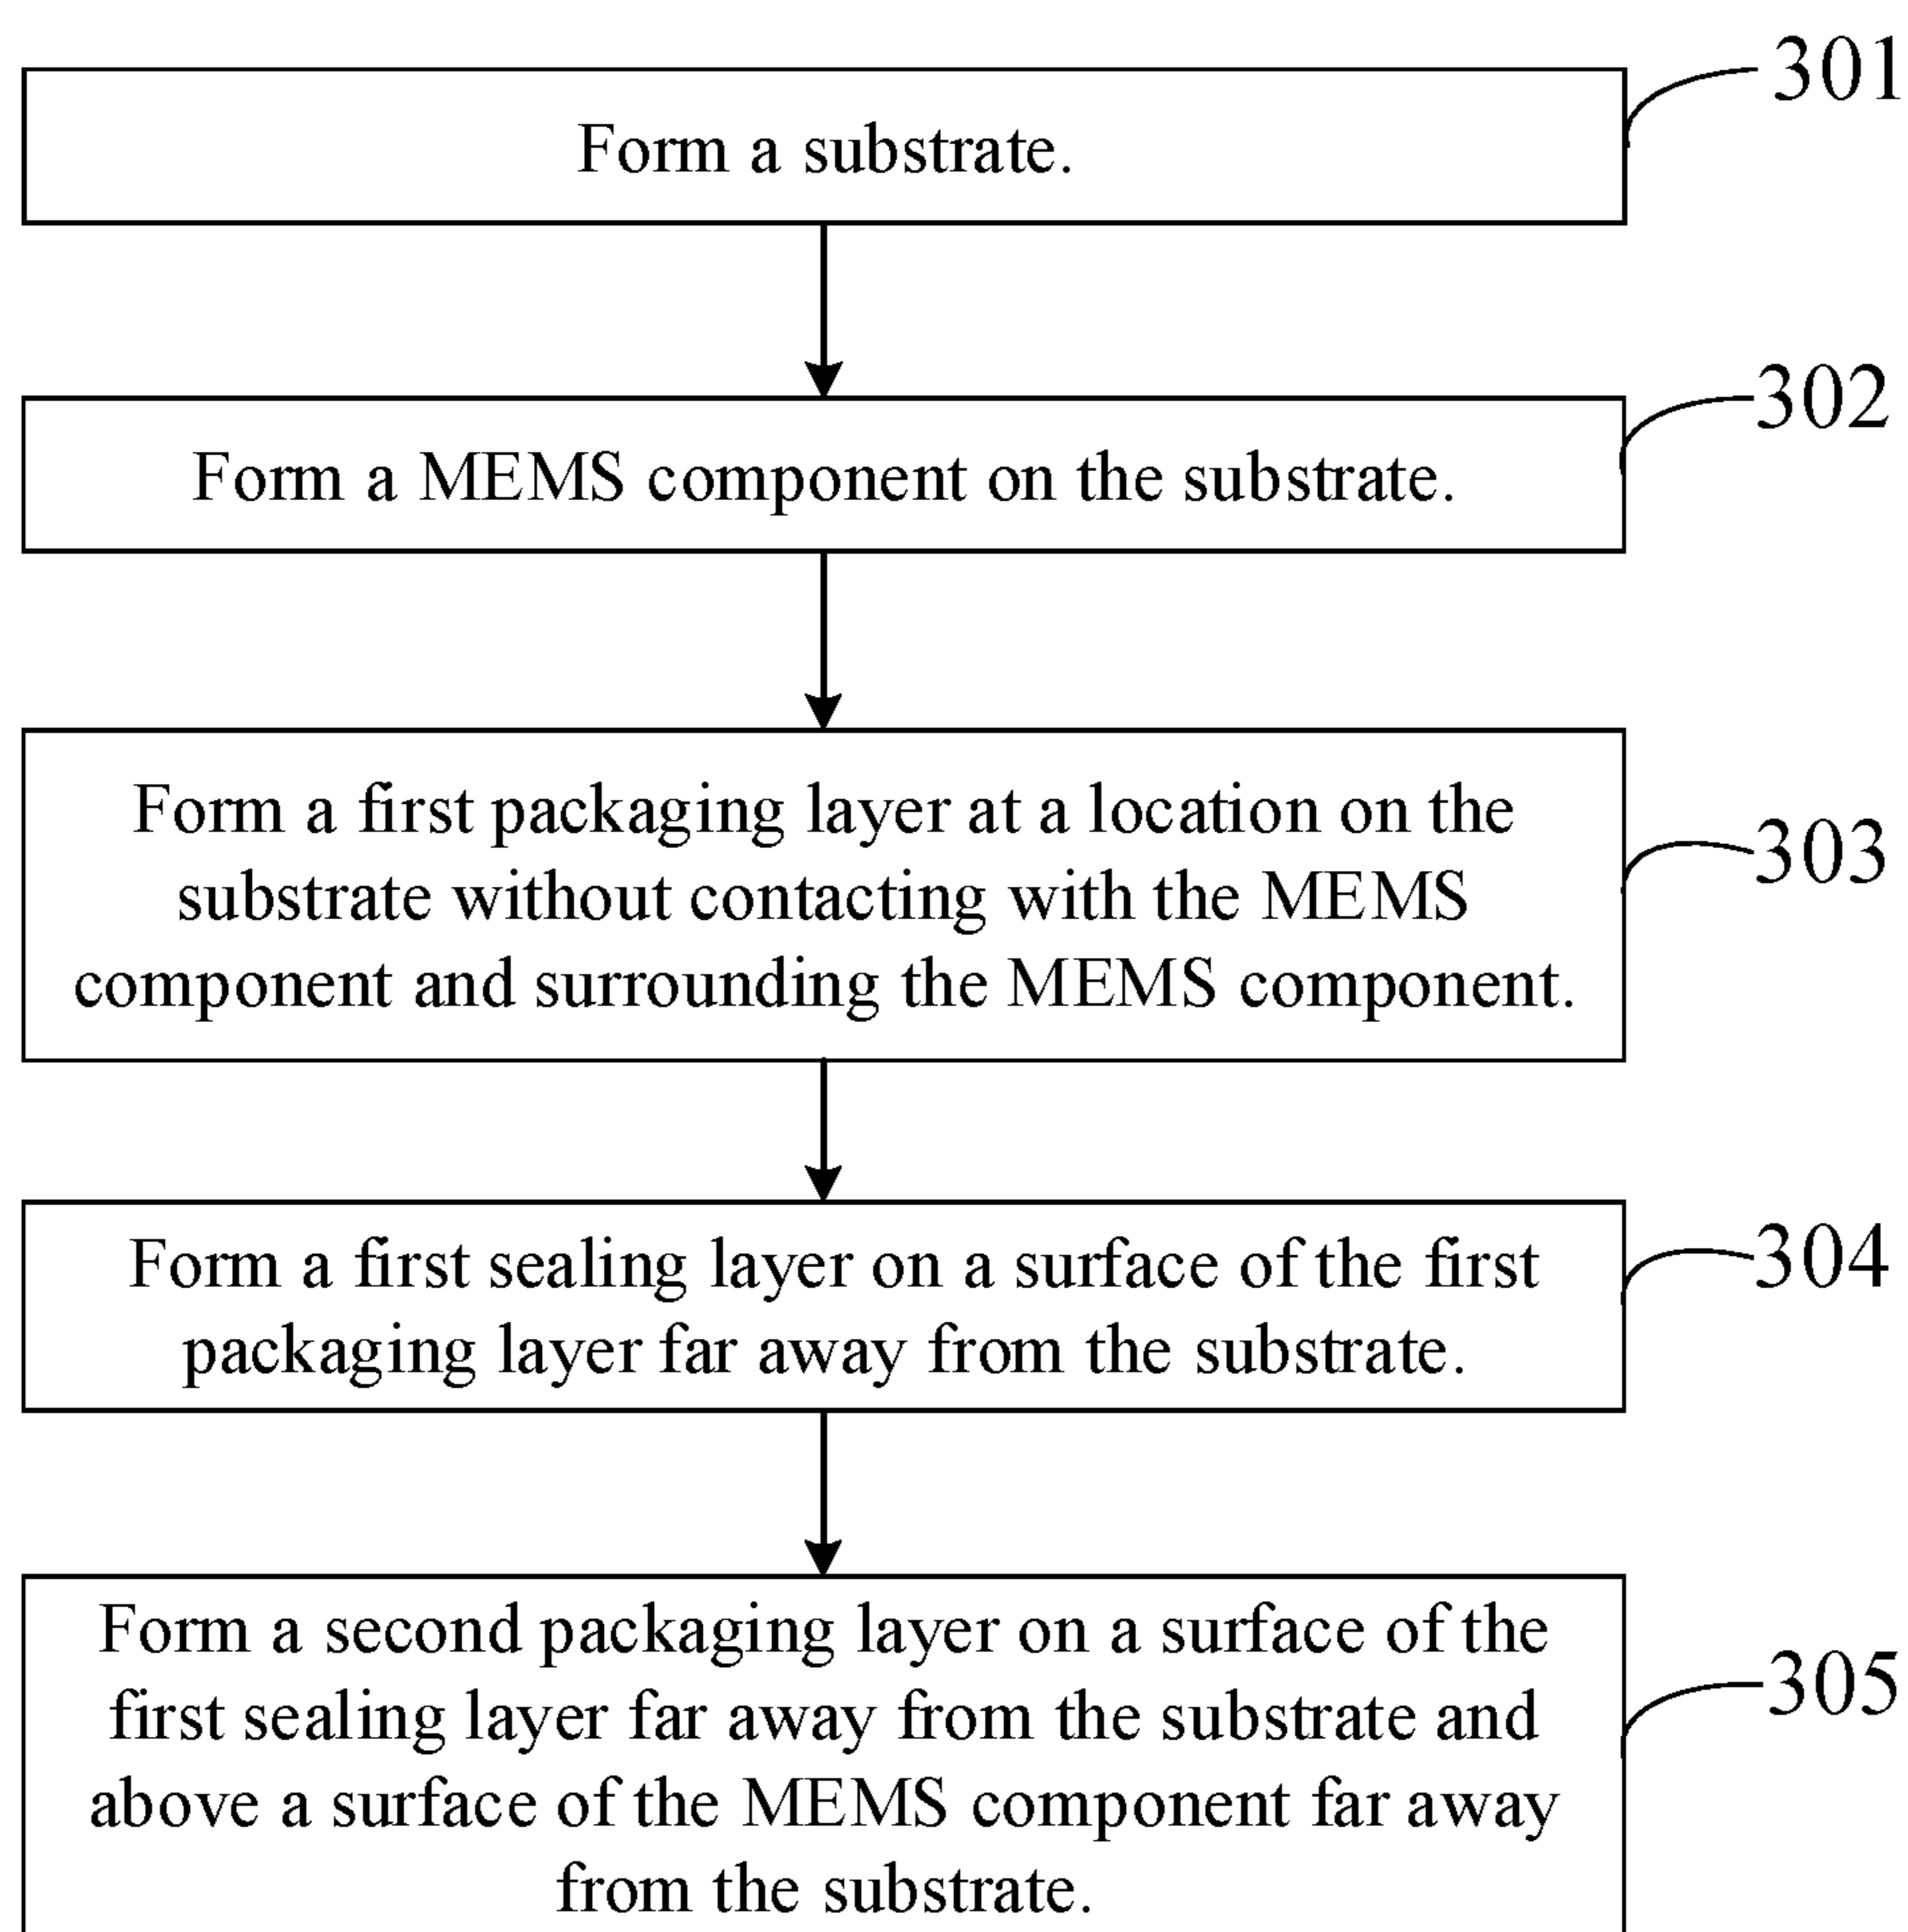 301
Form a substrate.
302
Form a MEMS component on the substrate.
303
Form a first packaging layer at a location on the
substrate without contacting with the MEMS
component and surrounding the MEMS component.
304
Form a first sealing layer on a surface of the first
packaging layer far away from the substrate.
305
Form a second packaging layer on a surface of the
first sealing layer far away from the substrate and
above a surface of the MEMS component far away
from the substrate.